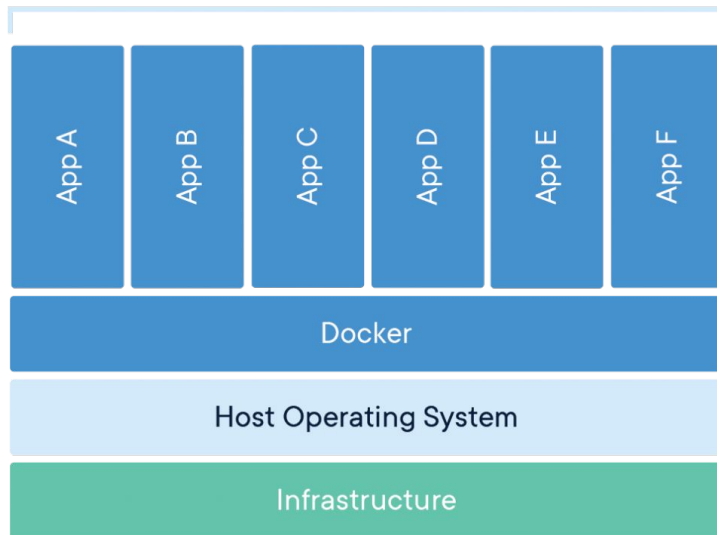 App A
App B
App C
App D
App E
App F
Docker
Host Operating System
Infrastructure